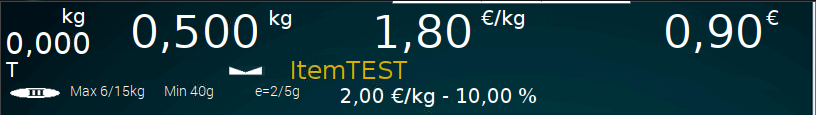 kg
0,000
T
0,500 kg
1,80 €/kg
0,90 €
ItemTEST
III
Max 6/15kg Min 40g e=2/5g
2,00 €/kg - 10,00 %